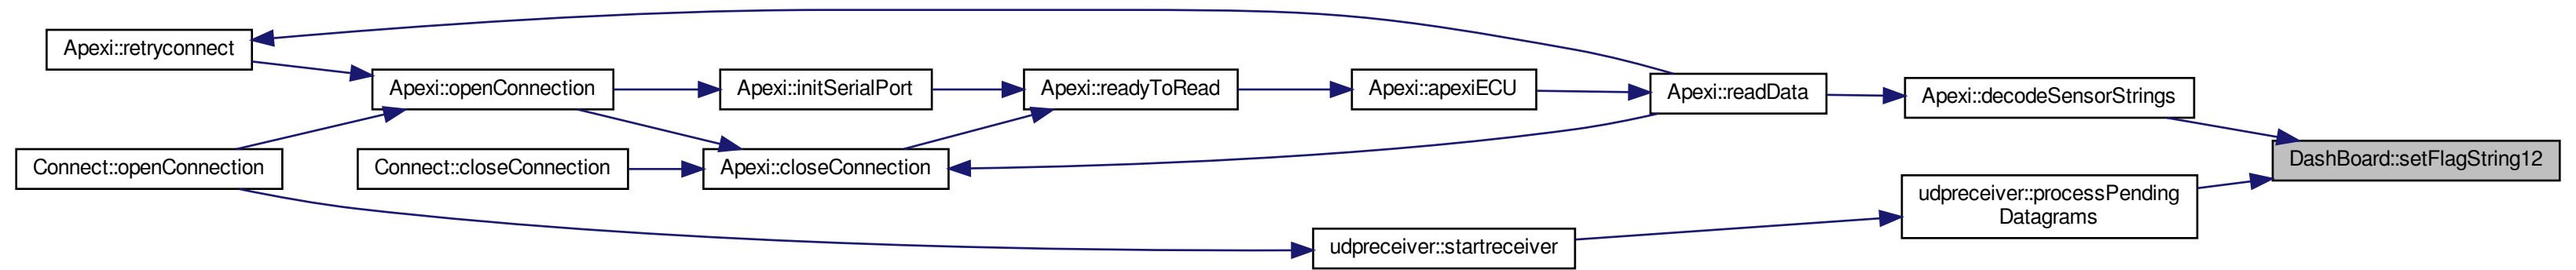 Apexi::retryconnect
Apexi::openConnection
Apexi::initSerialPort
Apexi::readyToRead
Apexi::apexiECU
Apexi::readData
Apexi::decodeSensorStrings
Connect::openConnection
Connect::closeConnection
Apexi::closeConnection
DashBoard::setFlagString12
udpreceiver::processPending
Datagrams
udpreceiver::startreceiver